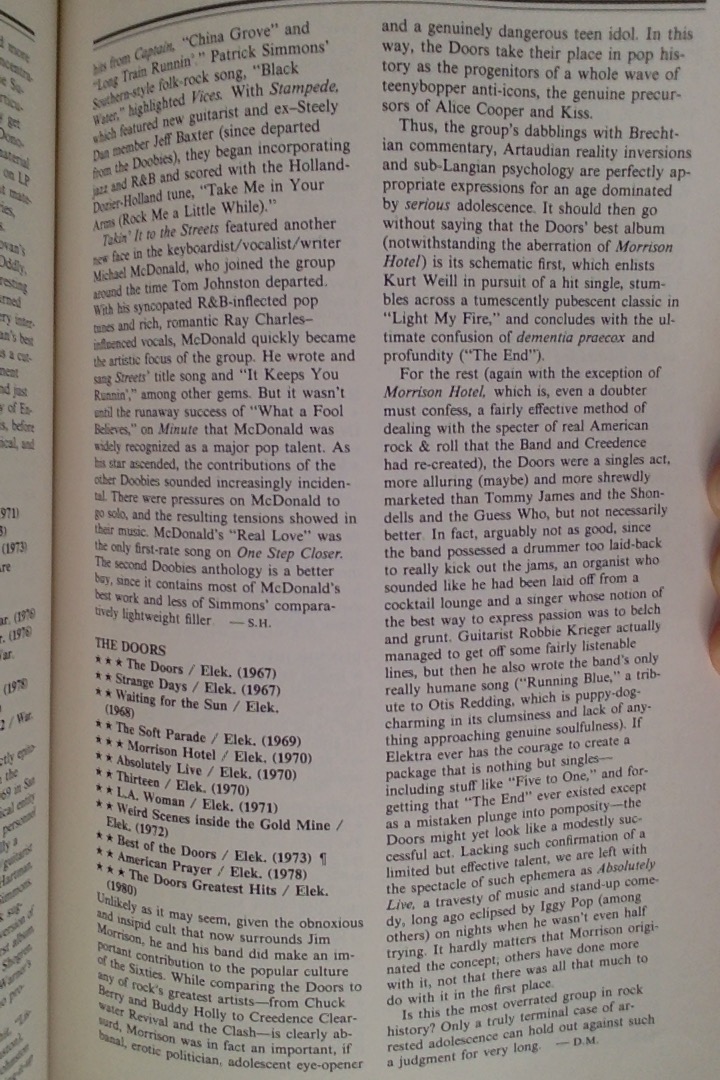 hits from Captain, "China Grove" and
"Long Train Runnin' " Patrick Simmons'
Southern-style folk-rock song, "Black
Water," highlighted Vices. With Stampede,
which featured new guitarist and ex–Steely
Dan member Jeff Baxter (since departed
from the Doobies), they began incorporating
jazz and R&B and scored with the Holland-
Dozier-Holland tune, "Take Me in Your
Arms (Rock Me a Little While)."
Takin' It to the Streets featured another
new face in the keyboardist/vocalist/writer
Michael McDonald, who joined the group
around the time Tom Johnston departed.
With his syncopated R&B-inflected pop
tunes and rich, romantic Ray Charles–
influenced vocals, McDonald quickly became
the artistic focus of the group. He wrote and
sang Streets' title song and "It Keeps You
Runnin'," among other gems. But it wasn't
until the runaway success of "What a Fool
Believes," on Minute that McDonald was
widely recognized as a major pop talent. As
his star ascended, the contributions of the
other Doobies sounded increasingly inciden-
tal. There were pressures on McDonald to
go solo, and the resulting tensions showed in
their music. McDonald's "Real Love" was
the only first-rate song on One Step Closer.
The second Doobies anthology is a better
buy, since it contains most of McDonald's
best work and less of Simmons' compara-
tively lightweight filler. — S.H.
THE DOORS
★ ★ ★ The Doors / Elek. (1967)
★ ★ Strange Days / Elek. (1967)
★ ★ Waiting for the Sun / Elek.
(1968)
★ ★ The Soft Parade / Elek. (1969)
★ ★ ★ Morrison Hotel / Elek. (1970)
★ ★ Absolutely Live / Elek. (1970)
★ ★ Thirteen / Elek. (1970)
★ ★ L.A. Woman / Elek. (1971)
★ ★ Weird Scenes inside the Gold Mine /
Elek. (1972)
★ ★ Best of the Doors / Elek. (1973) ¶
★ ★ American Prayer / Elek. (1978)
★ ★ ★ The Doors Greatest Hits / Elek.
(1980)
Unlikely as it may seem, given the obnoxious
and insipid cult that now surrounds Jim
Morrison, he and his band did make an im-
portant contribution to the popular culture
of the Sixties. While comparing the Doors to
any of rock's greatest artists—from Chuck
Berry and Buddy Holly to Creedence Clear-
water Revival and the Clash—is clearly ab-
surd, Morrison was in fact an important, if
banal, erotic politician, adolescent eye-opener
and a genuinely dangerous teen idol. In this
way, the Doors take their place in pop his-
tory as the progenitors of a whole wave of
teenybopper anti-icons, the genuine precur-
sors of Alice Cooper and Kiss.
Thus, the group's dabblings with Brecht-
ian commentary, Artaudian reality inversions
and sub-Langian psychology are perfectly ap-
propriate expressions for an age dominated
by serious adolescence. It should then go
without saying that the Doors' best album
(notwithstanding the aberration of Morrison
Hotel) is its schematic first, which enlists
Kurt Weill in pursuit of a hit single, stum-
bles across a tumescently pubescent classic in
"Light My Fire," and concludes with the ul-
timate confusion of dementia praecox and
profundity ("The End").
For the rest (again with the exception of
Morrison Hotel, which is, even a doubter
must confess, a fairly effective method of
dealing with the specter of real American
rock & roll that the Band and Creedence
had re-created), the Doors were a singles act,
more alluring (maybe) and more shrewdly
marketed than Tommy James and the Shon-
dells and the Guess Who, but not necessarily
better. In fact, arguably not as good, since
the band possessed a drummer too laid-back
to really kick out the jams, an organist who
sounded like he had been laid off from a
cocktail lounge and a singer whose notion of
the best way to express passion was to belch
and grunt. Guitarist Robbie Krieger actually
managed to get off some fairly listenable
lines, but then he also wrote the band's only
really humane song ("Running Blue," a trib-
ute to Otis Redding, which is puppy-dog-
charming in its clumsiness and lack of any-
thing approaching genuine soulfulness). If
Elektra ever has the courage to create a
package that is nothing but singles—
including stuff like "Five to One," and for-
getting that "The End" ever existed except
as a mistaken plunge into pomposity—the
Doors might yet look like a modestly suc-
cessful act. Lacking such confirmation of a
limited but effective talent, we are left with
the spectacle of such ephemera as Absolutely
Live, a travesty of music and stand-up come-
dy, long ago eclipsed by Iggy Pop (among
others) on nights when he wasn't even half
trying. It hardly matters that Morrison origi-
nated the concept; others have done more
with it, not that there was all that much to
do with it in the first place.
Is this the most overrated group in rock
history? Only a truly terminal case of ar-
rested adolescence can hold out against such
a judgment for very long. — D.M.